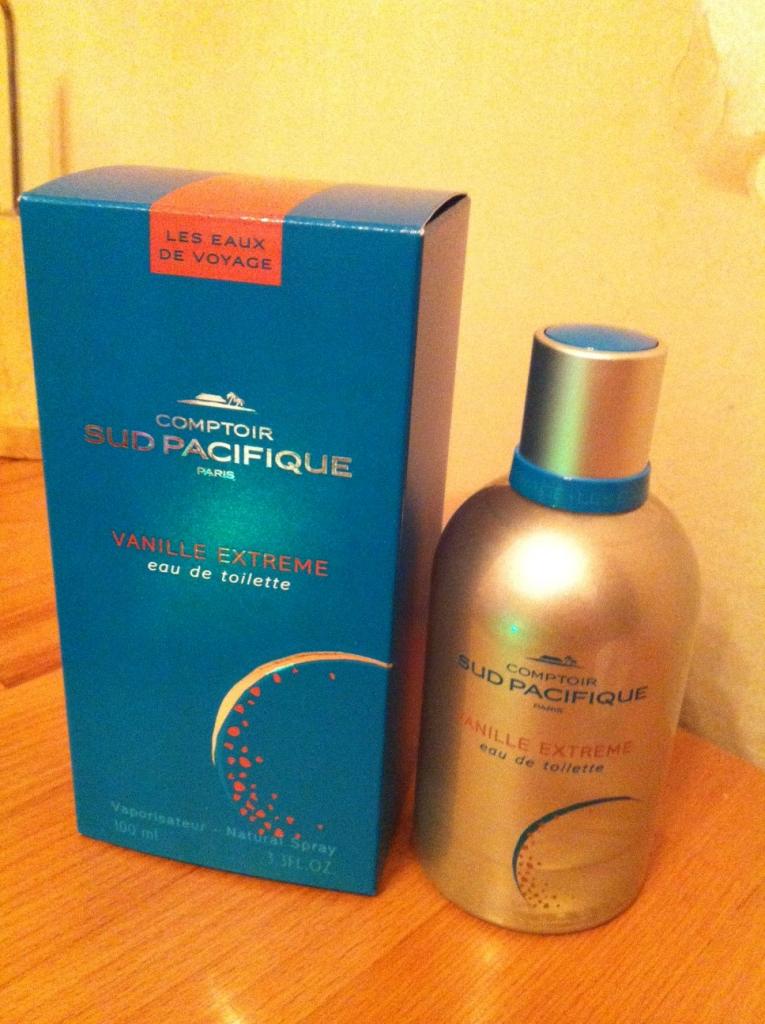 LES EAUX
DE VOYAGE
COMPTOIR
SUD PACIFIQUE
PARIS
VANILLE EXTREME
eau de toilette
Vaporisateur - Natural Spray
100 ml
3.3FL.OZ
COMPTOIR
SUD PACIFIQUE
PARIS
VANILLE EXTREME
eau de toilette